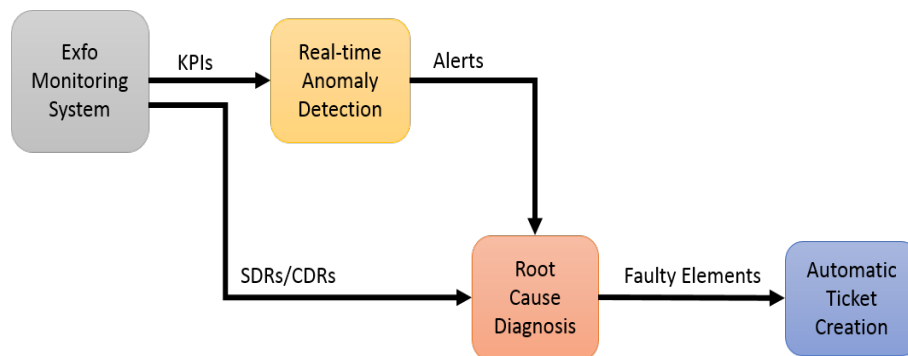 Exfo
Monitoring
System
KPIs
Real-time
Anomaly
Detection
Alerts
SDRs/CDRs
Root
Cause
Diagnosis
Faulty Elements
Automatic
Ticket
Creation